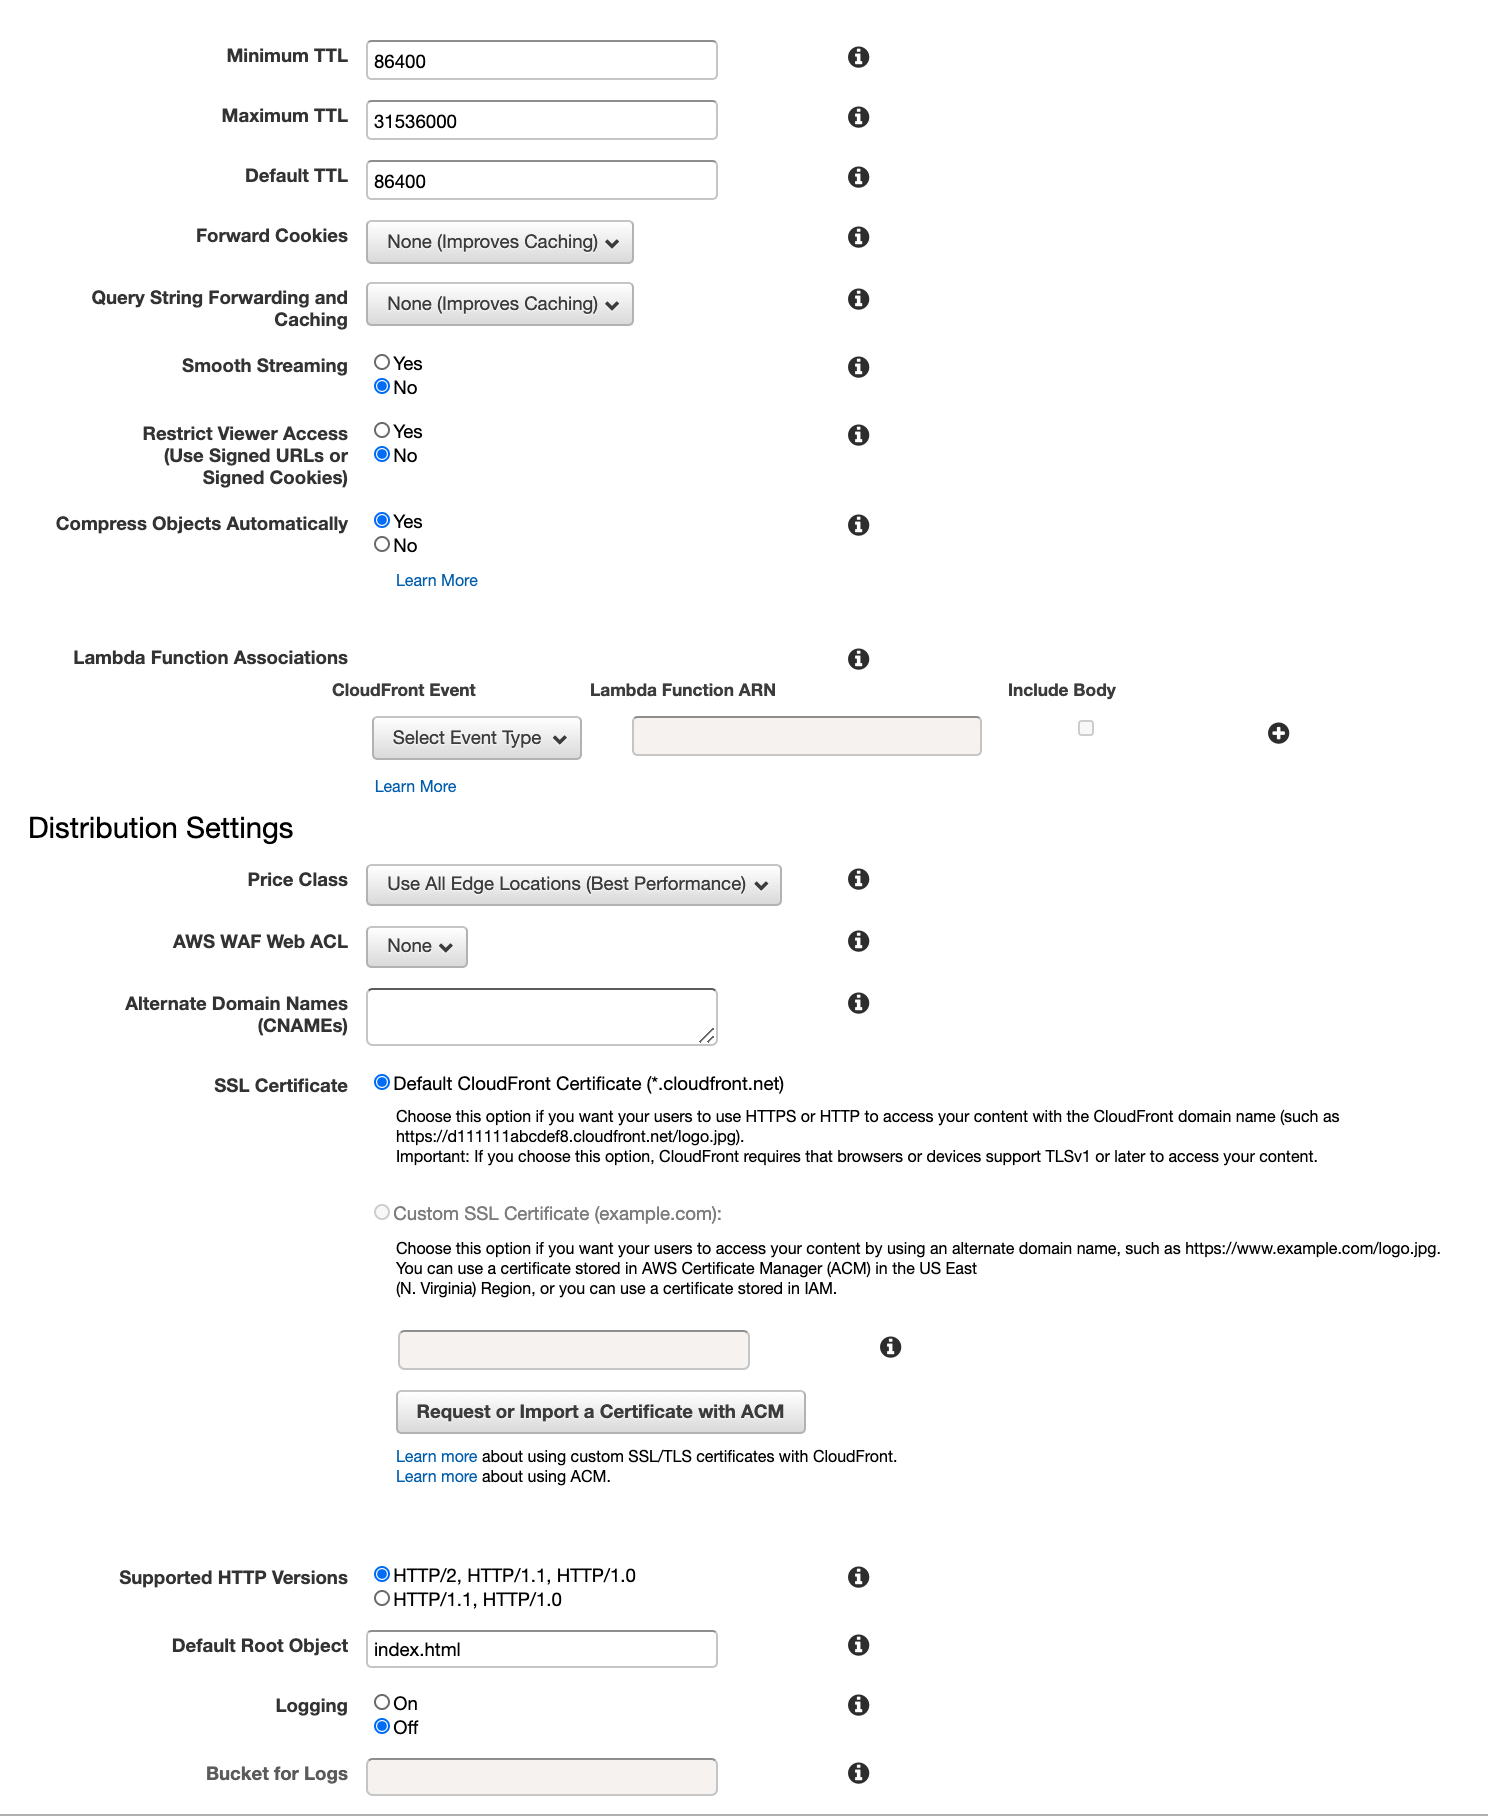 Minimum TTL 86400
Maximum TTL 31536000
Default TTL 86400
Forward Cookies None (Improves Caching)
Query String Forwarding and
Caching
None (Improves Caching)
Smooth Streaming Yes
No
Restrict Viewer Access
(Use Signed URLs or
Signed Cookies)
Yes
No
Compress Objects Automatically Yes
No
Learn More
Lambda Function Associations
CloudFront Event Lambda Function ARN Include Body
Select Event Type
Learn More
Distribution Settings
Price Class Use All Edge Locations (Best Performance)
AWS WAF Web ACL None
Alternate Domain Names
(CNAMEs)
SSL Certificate Default CloudFront Certificate (*.cloudfront.net)
Choose this option if you want your users to use HTTPS or HTTP to access your content with the CloudFront domain name (such as
https://d111111abcdef8.cloudfront.net/logo.jpg).
Important: If you choose this option, CloudFront requires that browsers or devices support TLSv1 or later to access your content.
Custom SSL Certificate (example.com):
Choose this option if you want your users to access your content by using an alternate domain name, such as https://www.example.com/logo.jpg.
You can use a certificate stored in AWS Certificate Manager (ACM) in the US East
(N. Virginia) Region, or you can use a certificate stored in IAM.
Request or Import a Certificate with ACM
Learn more about using custom SSL/TLS certificates with CloudFront.
Learn more about using ACM.
Supported HTTP Versions HTTP/2, HTTP/1.1, HTTP/1.0
HTTP/1.1, HTTP/1.0
Default Root Object index.html
Logging On
Off
Bucket for Logs